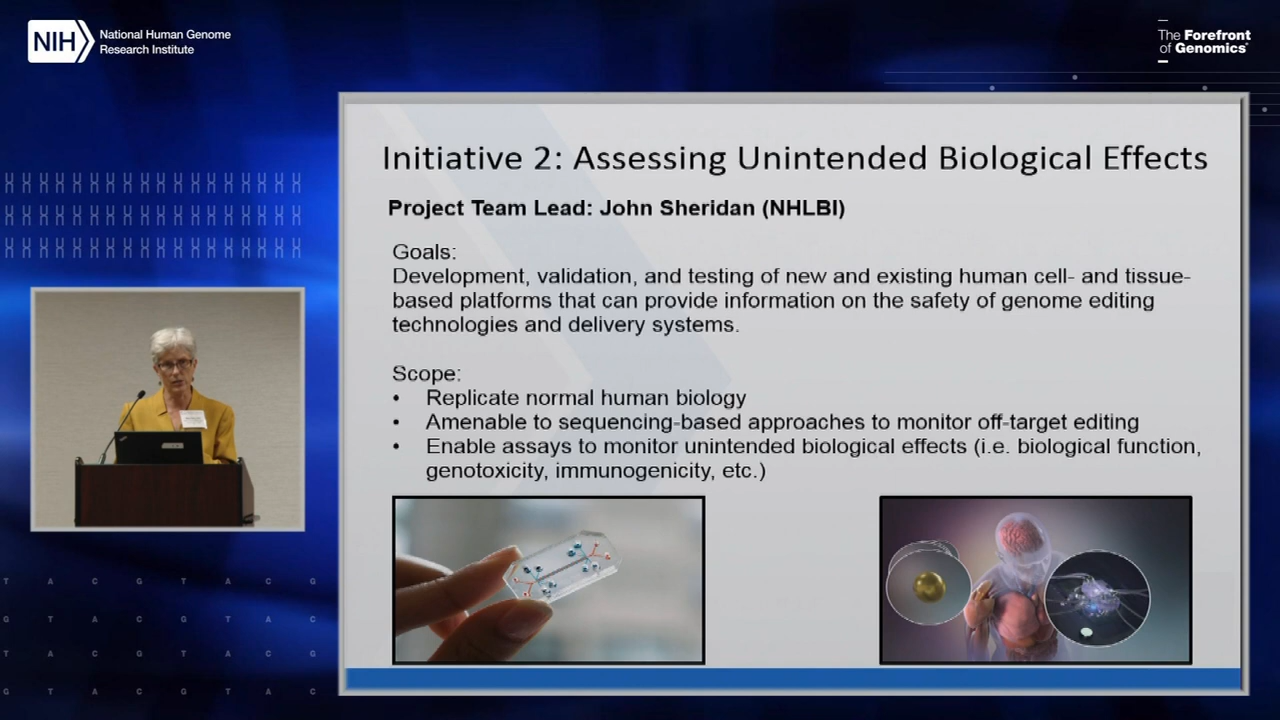 NIH
National Human Genome
Research Institute
The Forefront
of Genomics®
Initiative 2: Assessing Unintended Biological Effects
Project Team Lead: John Sheridan (NHLBI)
Goals:
Development, validation, and testing of new and existing human cell- and tissue-
based platforms that can provide information on the safety of genome editing
technologies and delivery systems.
Scope:
• Replicate normal human biology
• Amenable to sequencing-based approaches to monitor off-target editing
• Enable assays to monitor unintended biological effects (i.e. biological function,
genotoxicity, immunogenicity, etc.)
T A C G T A C G
G T A C G T A C
T A C G T A C G
G T A C G T A C